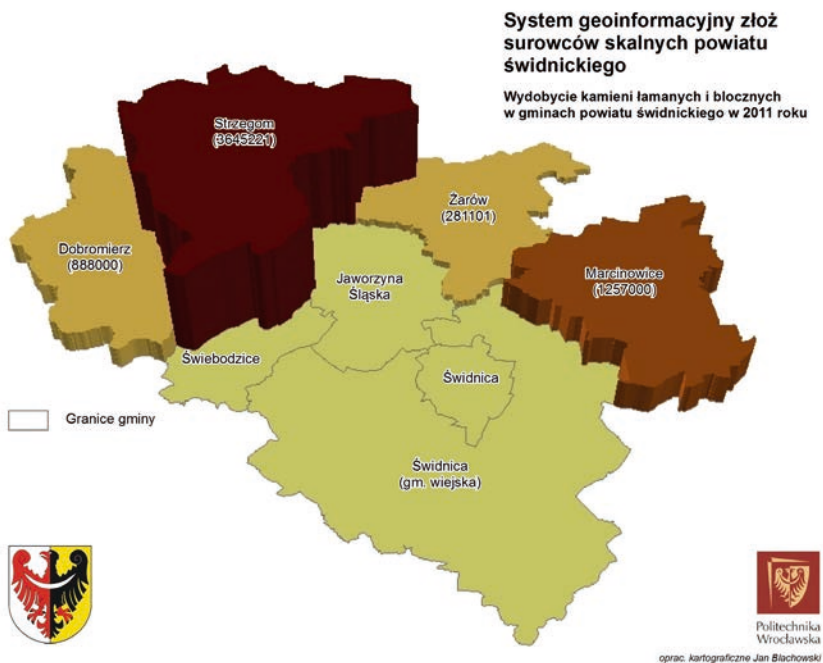 System geoinformacyjny złoż
surowców skalnych powiatu
świdnickiego
Wydobycie kamieni łamanych i blocznych
w gminach powiatu świdnickiego w 2011 roku
Strzegom
(3645221)
Żarów
(281101)
Dobromierz
(888000)
Marcinowice
(1257000)
Jaworzyna
Śląska
Świebodzice
Świdnica
Granice gminy
Świdnica
(gm. wiejska)
Politechnika
Wrocławska
oprac. kartograficzne Jan Blachowski